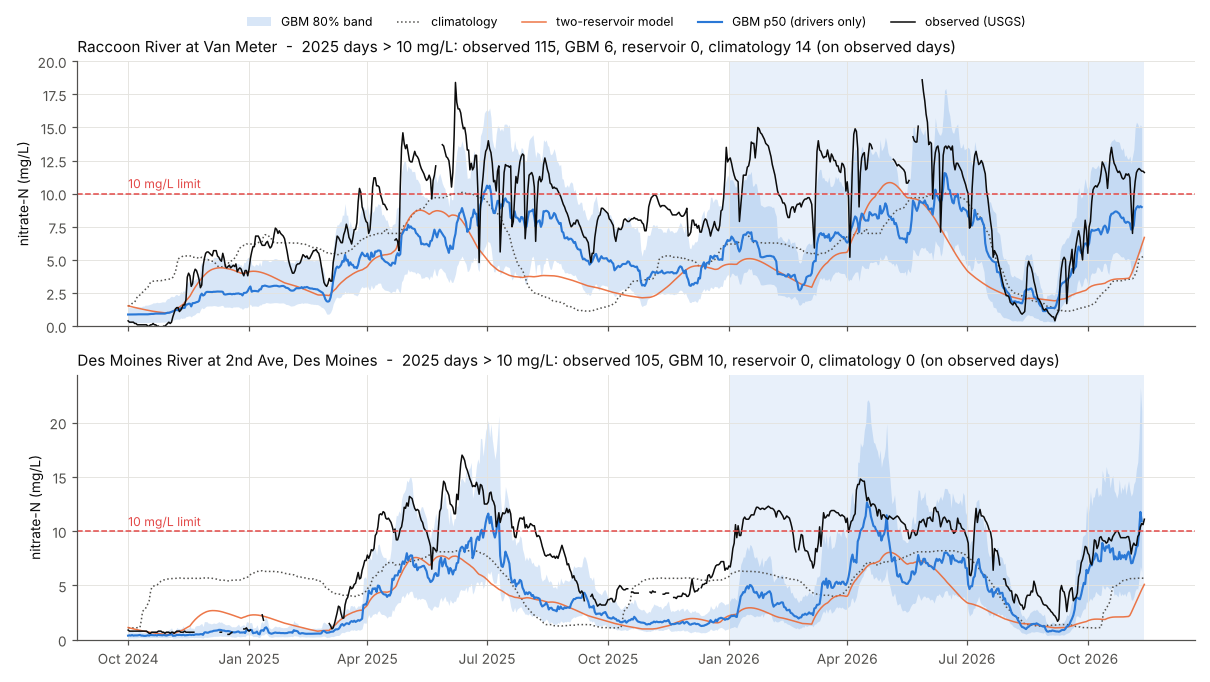 GBM 80% band climatology two-reservoir model GBM p50 (drivers only) observed (USGS)
Raccoon River at Van Meter - 2025 days > 10 mg/L: observed 115, GBM 6, reservoir 0, climatology 14 (on observed days)
20.0
17.5
15.0
12.5
10.0
7.5
5.0
2.5
0.0
nitrate-N (mg/L)
10 mg/L limit
Des Moines River at 2nd Ave, Des Moines - 2025 days > 10 mg/L: observed 105, GBM 10, reservoir 0, climatology 0 (on observed days)
20
15
10
5
0
nitrate-N (mg/L)
10 mg/L limit
Oct 2024 Jan 2025 Apr 2025 Jul 2025 Oct 2025 Jan 2026 Apr 2026 Jul 2026 Oct 2026